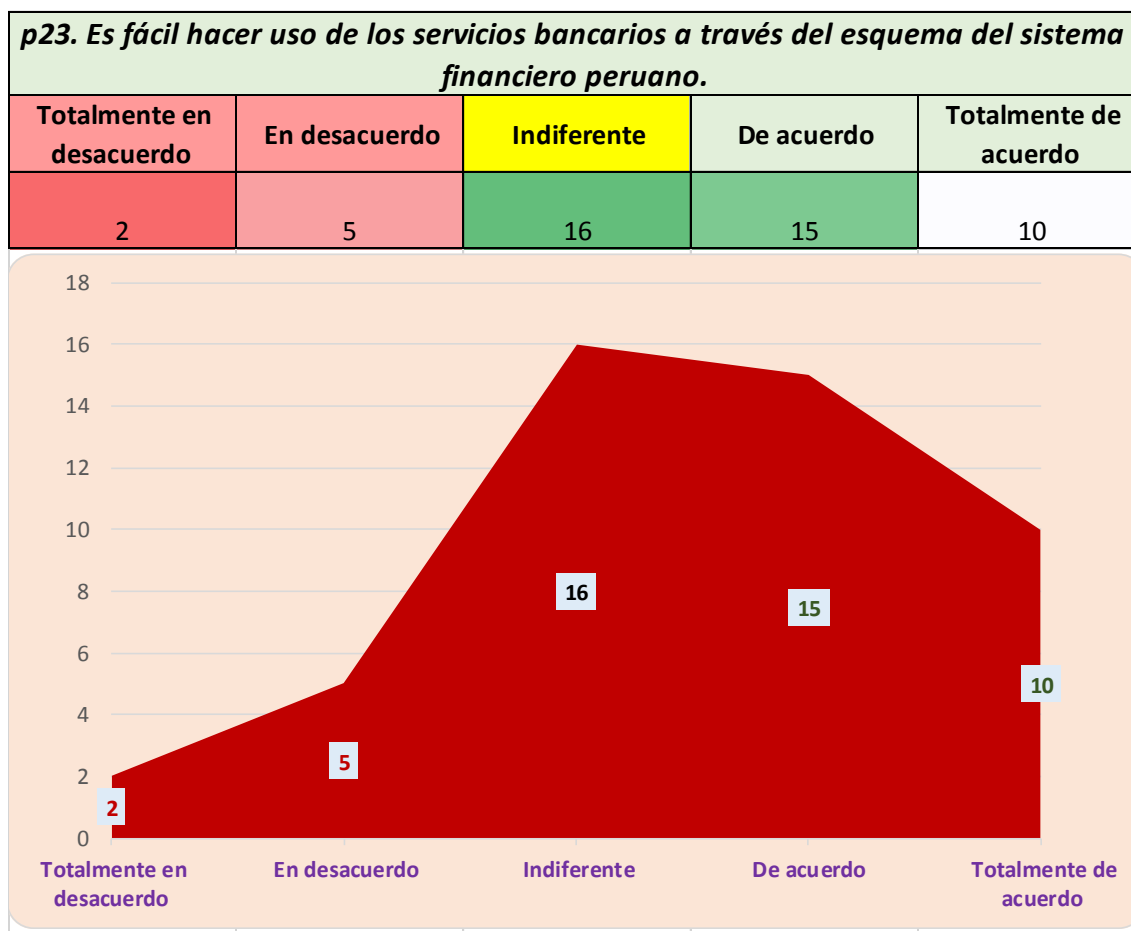 p23. Es fácil hacer uso de los servicios bancarios a través del esquema del sistema
financiero peruano.
Totalmente en
desacuerdo
En desacuerdo
Indiferente
De acuerdo
Totalmente de
acuerdo
2
5
16
15
10
18
16
14
12
10
8
6
4
2
0
16
15
10
5
2
Totalmente en
desacuerdo
En desacuerdo
Indiferente
De acuerdo
Totalmente de
acuerdo